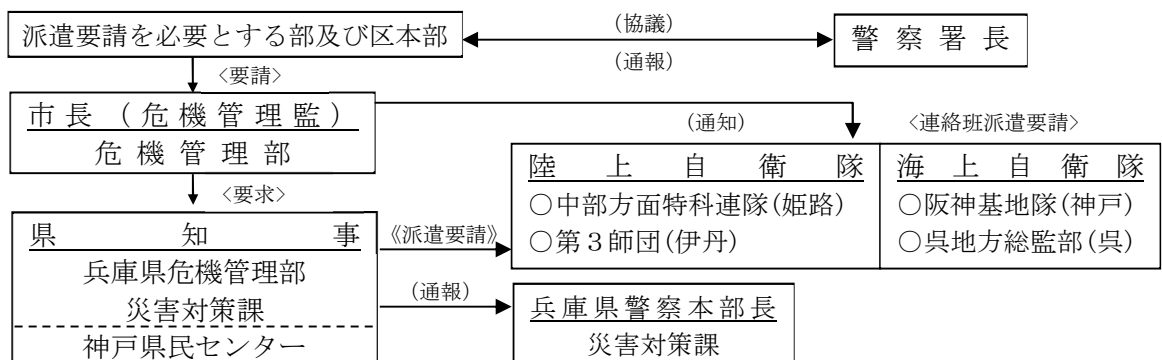 派遣要請を必要とする部及び区本部
(協議)
(通報)
警察署長
<要請>
市長(危機管理監)
危機管理部
(通知)
<連絡班派遣要請>
陸上自衛隊
○中部方面特科連隊(姫路)
○第3師団(伊丹)
海上自衛隊
○阪神基地隊(神戸)
○呉地方総監部(呉)
<要求>
県知事
兵庫県危機管理部
災害対策課
神戸県民センター
《派遣要請》
(通報)
兵庫県警察本部長
災害対策課